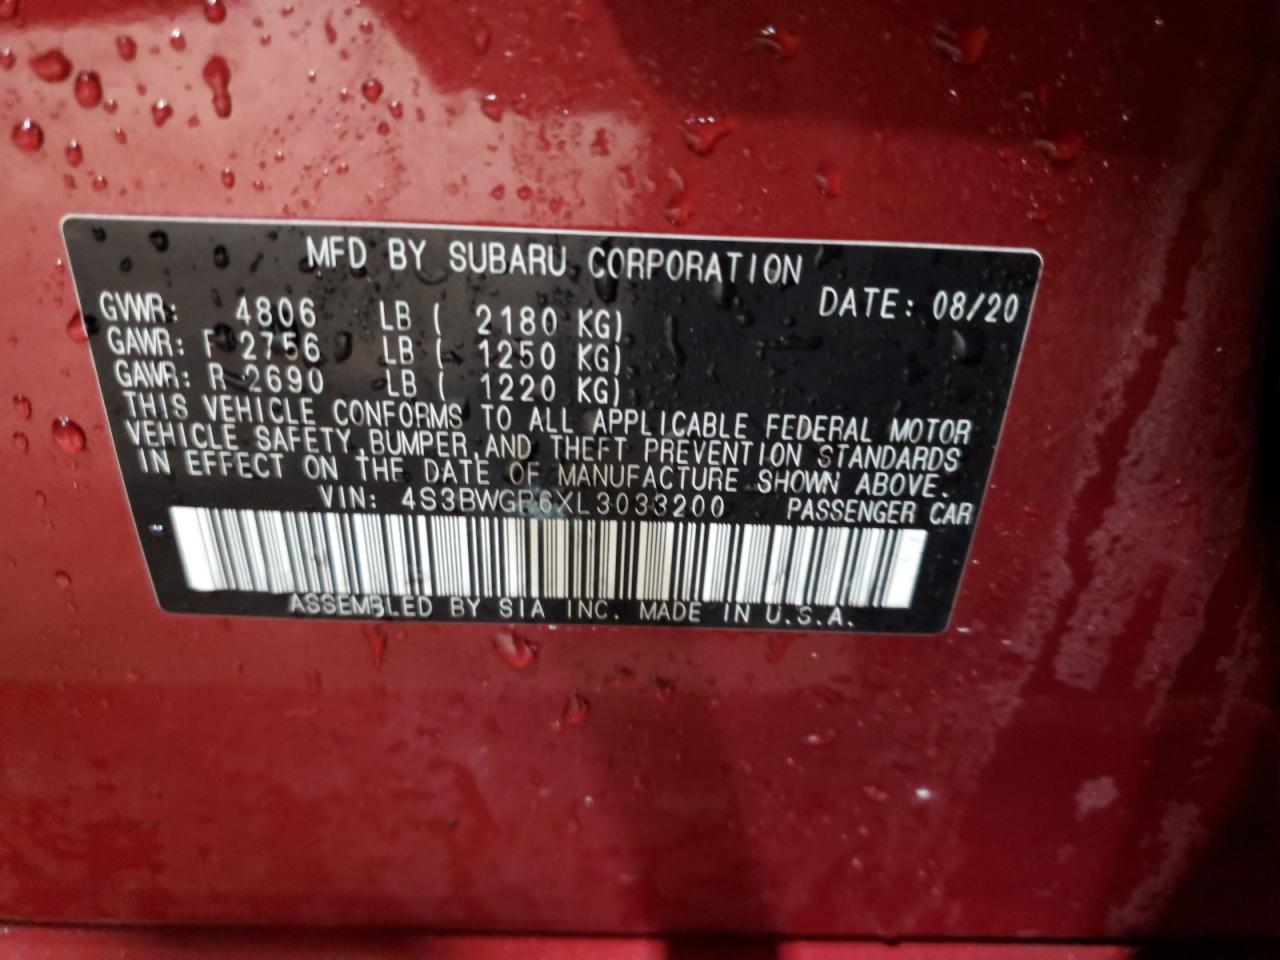 MFD BY SUBARU CORPORATION
DATE: 08/20
GVWR: 4806 LB ( 2180 KG)
GAWR: F 2756 LB ( 1250 KG)
GAWR: R 2690 LB ( 1220 KG)
THIS VEHICLE CONFORMS TO ALL APPLICABLE FEDERAL MOTOR
VEHICLE SAFETY, BUMPER, AND THEFT PREVENTION STANDARDS
IN EFFECT ON THE DATE OF MANUFACTURE SHOWN ABOVE.
VIN: 4S3BWGP6XL3033200 PASSENGER CAR
ASSEMBLED BY SIA INC. MADE IN U.S.A.